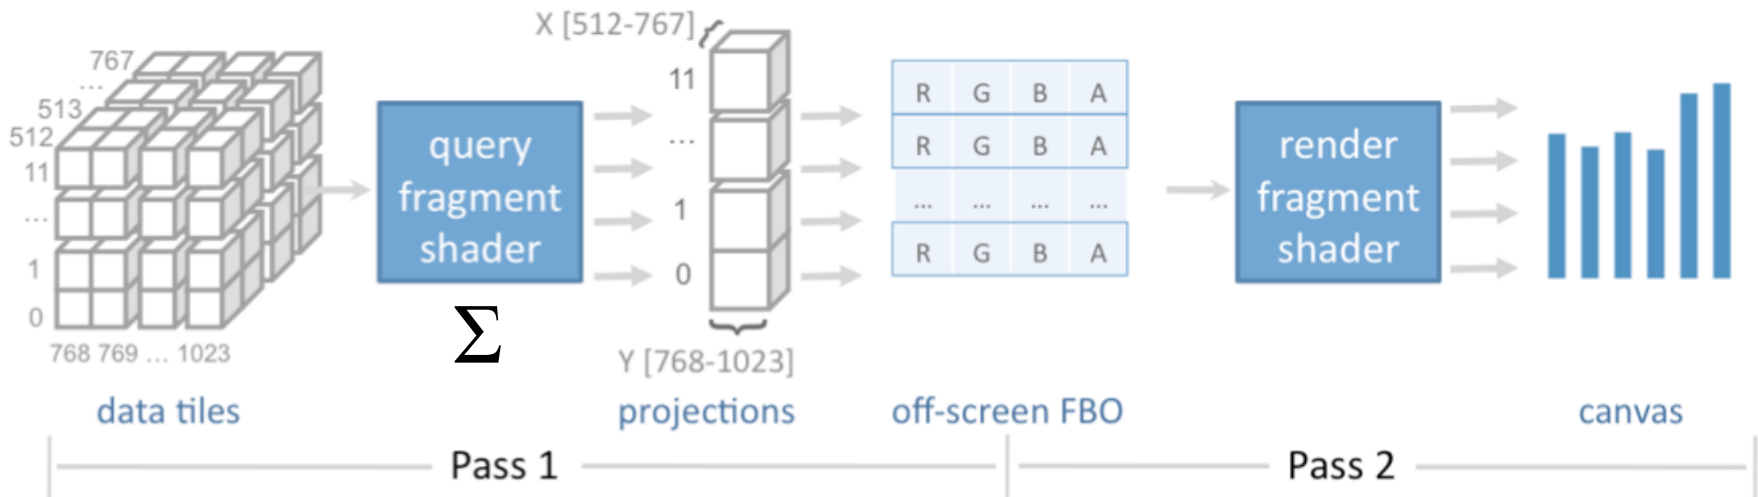 767
...
513
512
11
...
1
0
768 769 ... 1023
data tiles
query
fragment
shader
Σ
X [512-767]
11
...
1
0
Y [768-1023]
projections
R G B A
R G B A
... ... ... ...
R G B A
off-screen FBO
render
fragment
shader
canvas
Pass 1
Pass 2